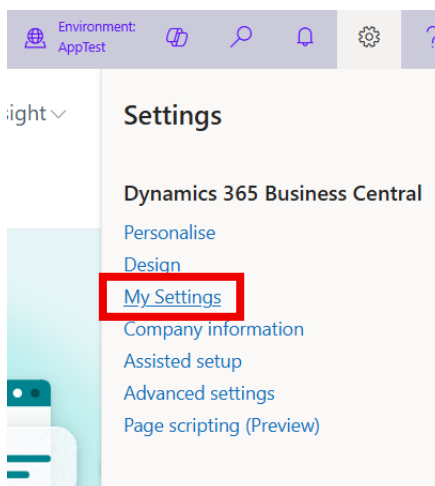 Environment:
AppTest
Settings
Dynamics 365 Business Central
Personalise
Design
My Settings
Company information
Assisted setup
Advanced settings
Page scripting (Preview)